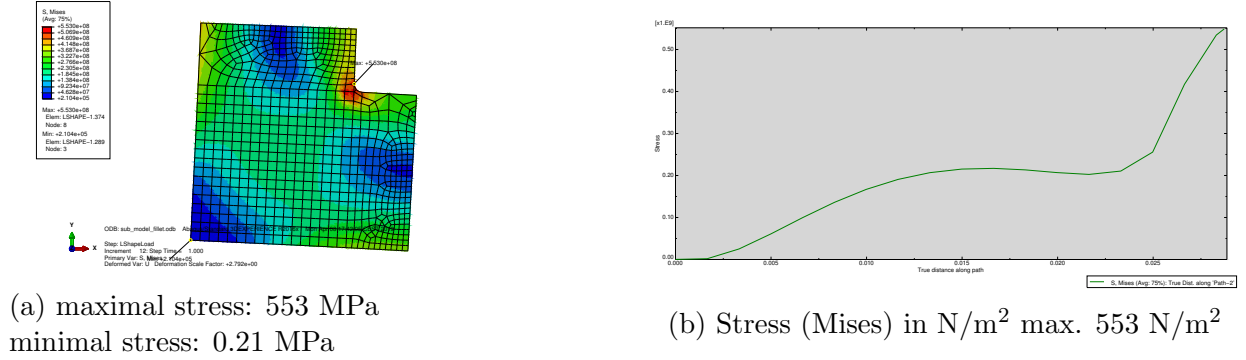 S, Mises
(Avg: 75%)
+5.530e+08
+5.069e+08
+4.609e+08
+4.148e+08
+3.687e+08
+3.227e+08
+2.766e+08
+2.305e+08
+1.845e+08
+1.384e+08
+9.234e+07
+4.628e+07
+2.104e+05
Max: +5.530e+08
Elem: LSHAPE-1.374
Node: 8
Min: +2.104e+05
Elem: LSHAPE-1.289
Node: 3
Max: +5.530e+08
Y
X
ODB: sub_model_fillet.odb
Step: LShapeLoad
Increment 12: Step Time = 1.000
Primary Var: S, Mises
+2.104e+05
Deformed Var: U Deformation Scale Factor: +2.792e+00
(a) maximal stress: 553 MPa
minimal stress: 0.21 MPa
[x1.E9]
0.50
0.40
0.30
0.20
0.10
0.00
Stress
0.000 0.005 0.010 0.015 0.020 0.025
True distance along path
S, Mises (Avg: 75%): True Dist. along 'Path-2'
(b) Stress (Mises) in N/m² max. 553 N/m²